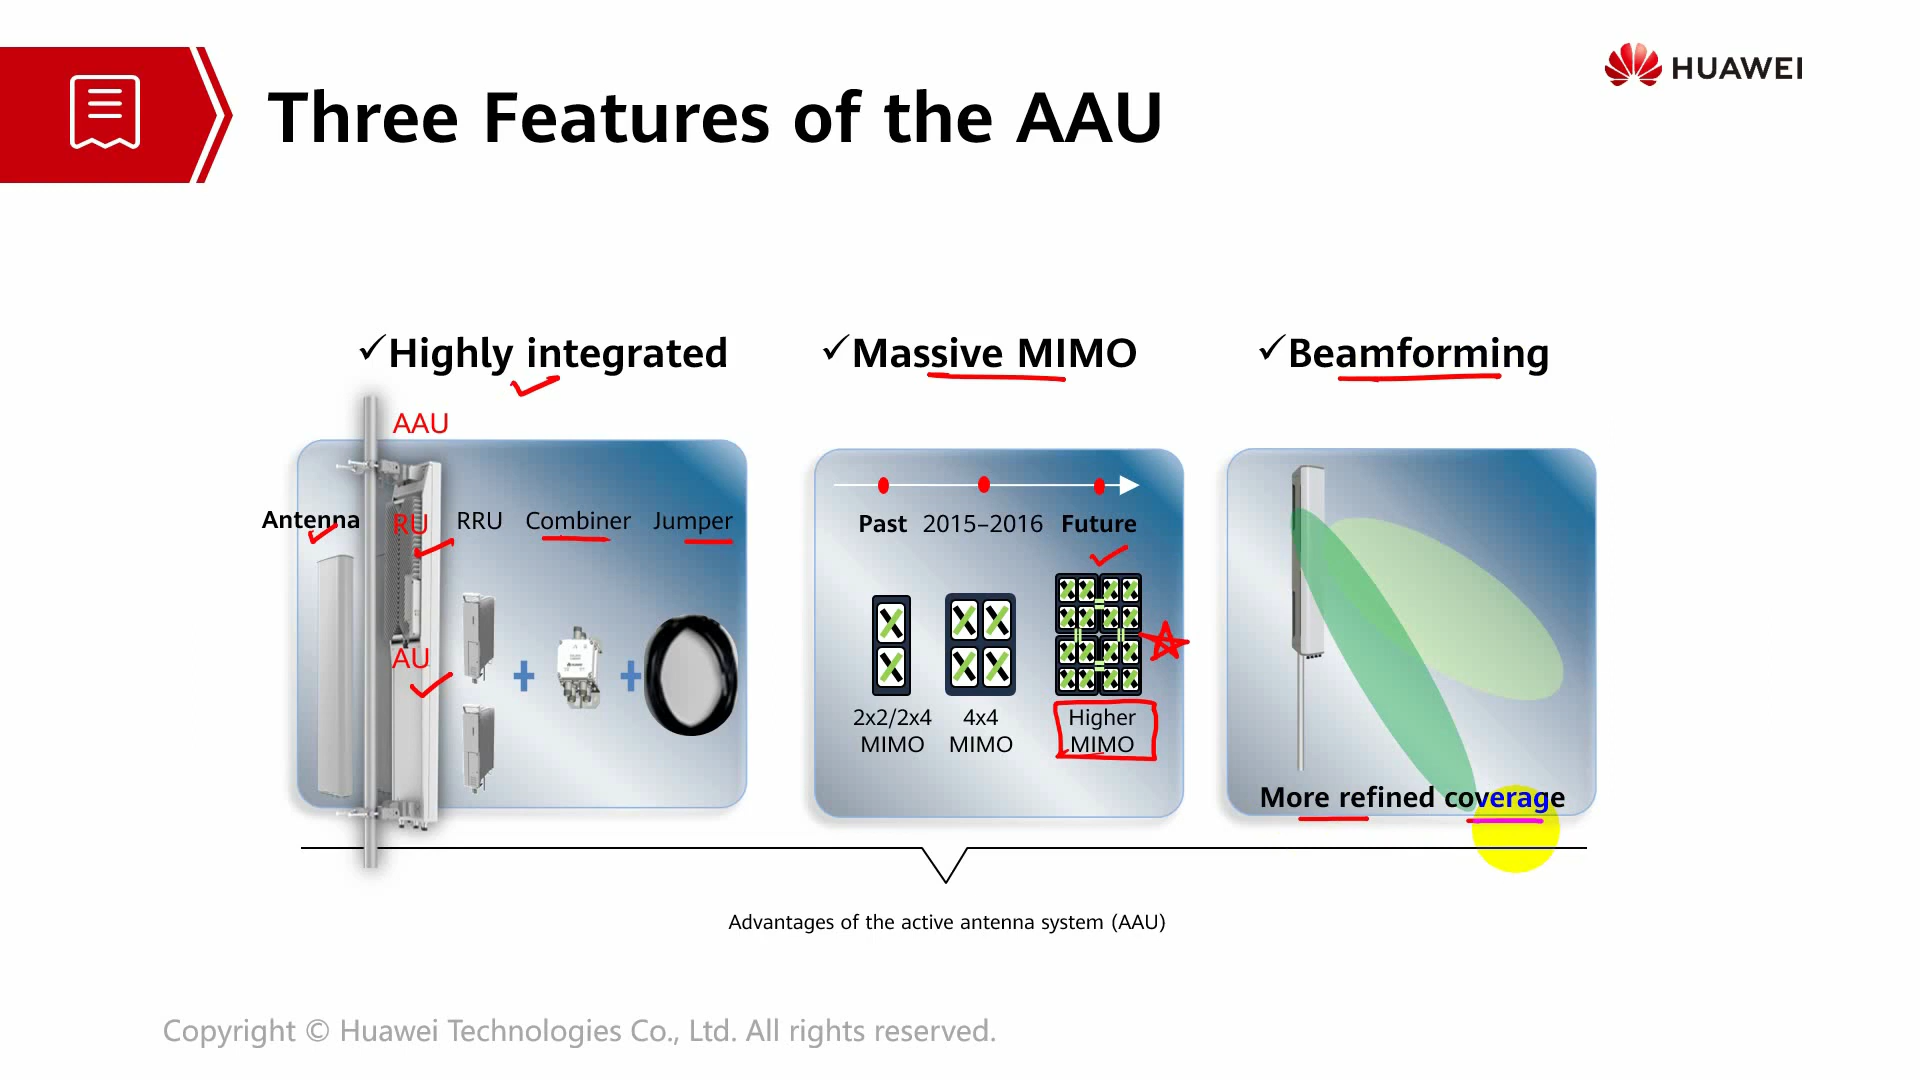 HUAWEI
Three Features of the AAU
✓Highly integrated
✓Massive MIMO
✓Beamforming
AAU
Antenna
RU
RRU
Combiner
Jumper
AU
Past
2015–2016
Future
2x2/2x4
MIMO
4x4
MIMO
Higher
MIMO
More refined coverage
Advantages of the active antenna system (AAU)
Copyright © Huawei Technologies Co., Ltd. All rights reserved.